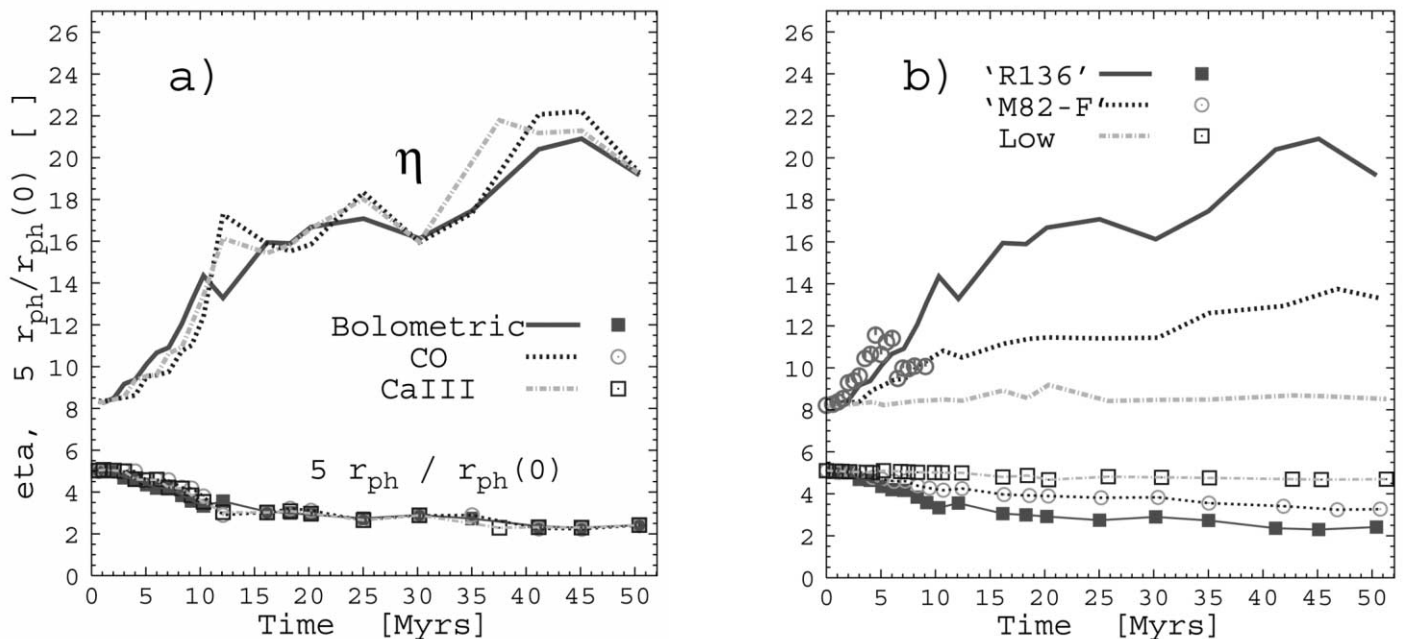 a)
26
24
22
20
18
16
14
12
10
8
6
4
2
0
eta, 5 r_ph/r_ph(0) [ ]
η
Bolometric
CO
CaIII
5 r_ph / r_ph(0)
0 5 10 15 20 25 30 35 40 45 50
Time [Myrs]
b)
26
24
22
20
18
16
14
12
10
8
6
4
2
0
‘R136’
‘M82-F’
Low
0 5 10 15 20 25 30 35 40 45 50
Time [Myrs]